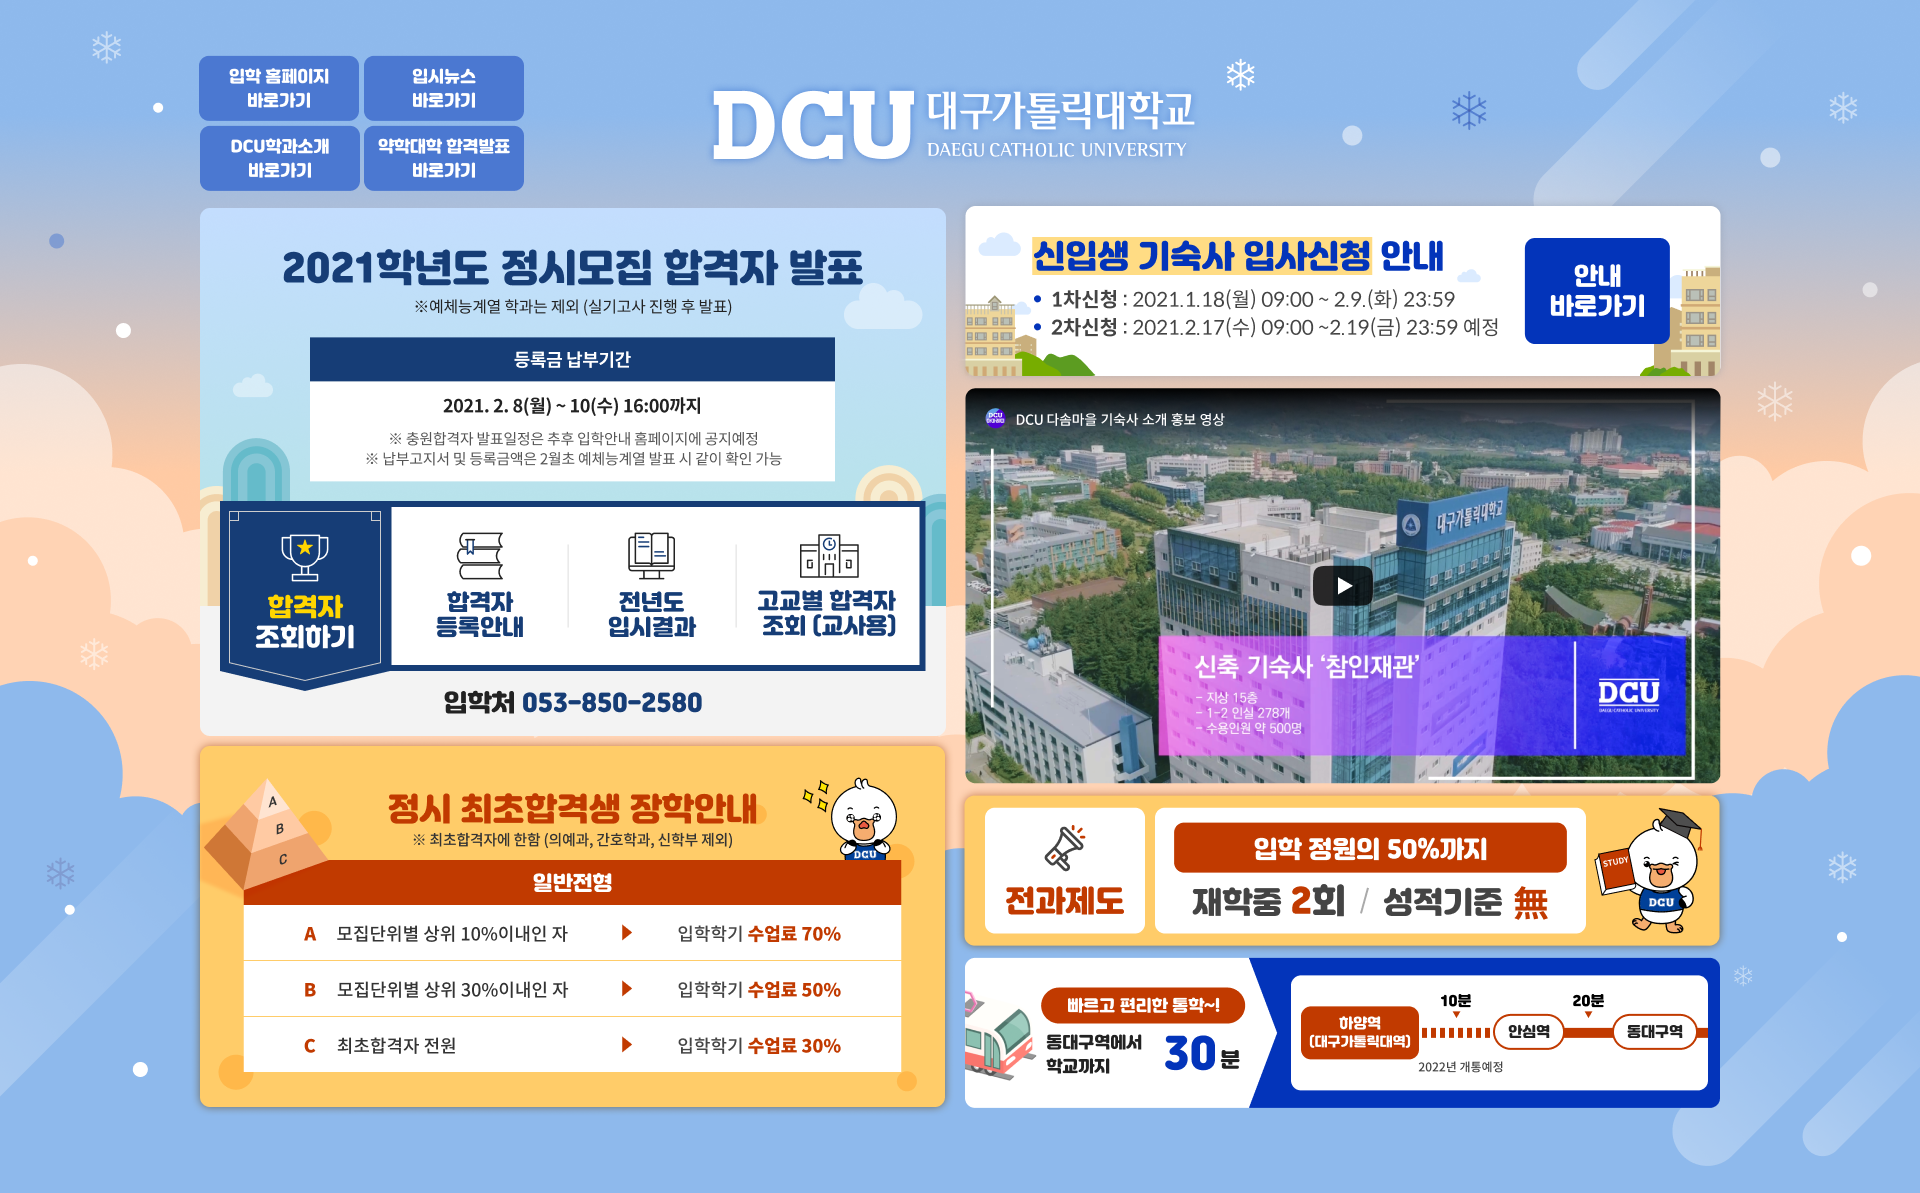 입학 홈페이지
바로가기
입시뉴스
바로가기
DCU학과소개
바로가기
약학대학 합격발표
바로가기
DCU 대구가톨릭대학교
DAEGU CATHOLIC UNIVERSITY
2021학년도 정시모집 합격자 발표
※예체능계열 학과는 제외 (실기고사 진행 후 발표)
등록금 납부기간
2021. 2. 8(월) ~ 10(수) 16:00까지
※ 충원합격자 발표일정은 추후 입학안내 홈페이지에 공지예정
※ 납부고지서 및 등록금액은 2월초 예체능계열 발표 시 같이 확인 가능
합격자
조회하기
합격자
등록안내
전년도
입시결과
고교별 합격자
조회 (교사용)
입학처 053-850-2580
신입생 기숙사 입사신청 안내
• 1차신청 : 2021.1.18(월) 09:00 ~ 2.9.(화) 23:59
• 2차신청 : 2021.2.17(수) 09:00 ~2.19(금) 23:59 예정
안내
바로가기
DCU 다솜마을 기숙사 소개 홍보 영상
대구가톨릭대학교
신축 기숙사 ‘참인재관’
- 지상 15층
- 1-2 인실 278개
- 수용인원 약 500명
DCU
DAEGU CATHOLIC UNIVERSITY
A
B
C
정시 최초합격생 장학안내
※ 최초합격자에 한함 (의예과, 간호학과, 신학부 제외)
DCU
일반전형
A 모집단위별 상위 10%이내인 자 ▶ 입학학기 수업료 70%
B 모집단위별 상위 30%이내인 자 ▶ 입학학기 수업료 50%
C 최초합격자 전원 ▶ 입학학기 수업료 30%
전과제도
입학 정원의 50%까지
재학중 2회 / 성적기준 無
STUDY
DCU
빠르고 편리한 통학~!
동대구역에서
학교까지
30분
하양역
(대구가톨릭대역)
10분
안심역
20분
동대구역
2022년 개통예정